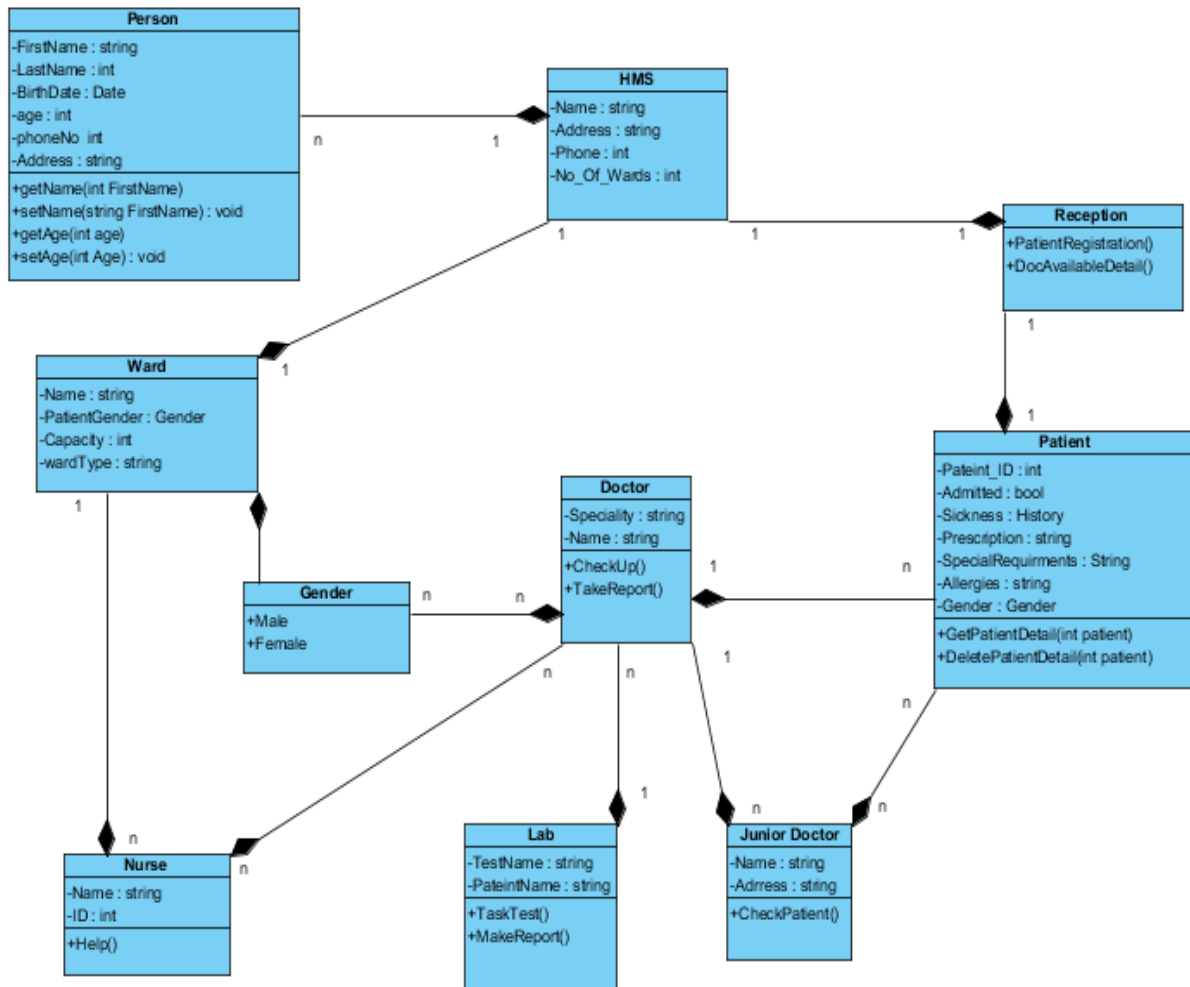 Person
-FirstName : string
-LastName : int
-BirthDate : Date
-age : int
-phoneNo int
-Address : string
+getName(int FirstName)
+setName(string FirstName) : void
+getAge(int age)
+setAge(int Age) : void
n
1
HMS
-Name : string
-Address : string
-Phone : int
-No_Of_Wards : int
1
1
1
Reception
+PatientRegistration()
+DocAvailableDetail()
1
1
1
Ward
-Name : string
-PatientGender : Gender
-Capacity : int
-wardType : string
1
Gender
+Male
+Female
n
n
Doctor
-Speciality : string
-Name : string
+CheckUp()
+TakeReport()
1
n
1
n
n
Patient
-Pateint_ID : int
-Admitted : bool
-Sickness : History
-Prescription : string
-SpecialRequirments : String
-Allergies : string
-Gender : Gender
+GetPatientDetail(int patient)
+DeletePatientDetail(int patient)
n
n
n
n
1
n
Nurse
-Name : string
-ID : int
+Help()
Lab
-TestName : string
-PateintName : string
+TaskTest()
+MakeReport()
Junior Doctor
-Name : string
-Adrress : string
+CheckPatient()